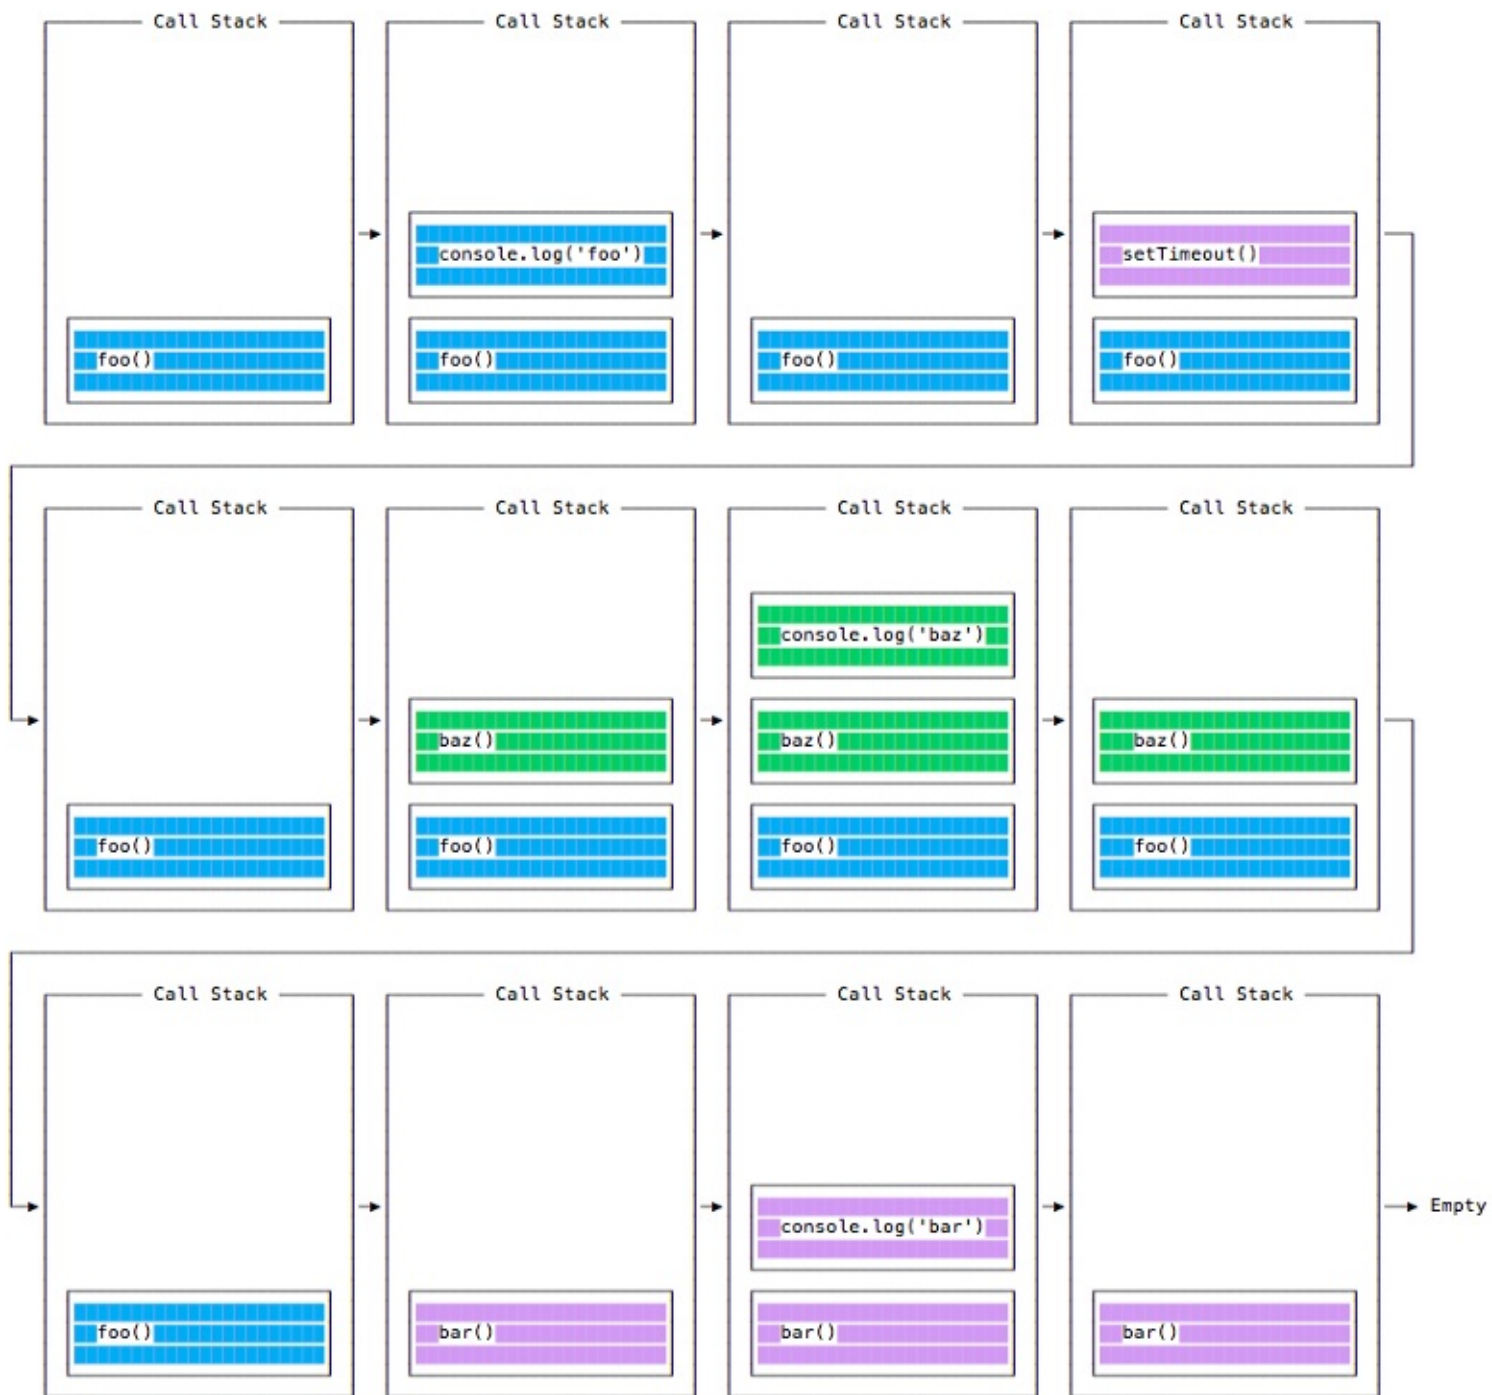 Call Stack
Call Stack
Call Stack
Call Stack
console.log('foo')
setTimeout()
foo()
foo()
foo()
foo()
Call Stack
Call Stack
Call Stack
Call Stack
console.log('baz')
baz()
baz()
baz()
foo()
foo()
foo()
foo()
Call Stack
Call Stack
Call Stack
Call Stack
Empty
console.log('bar')
foo()
bar()
bar()
bar()